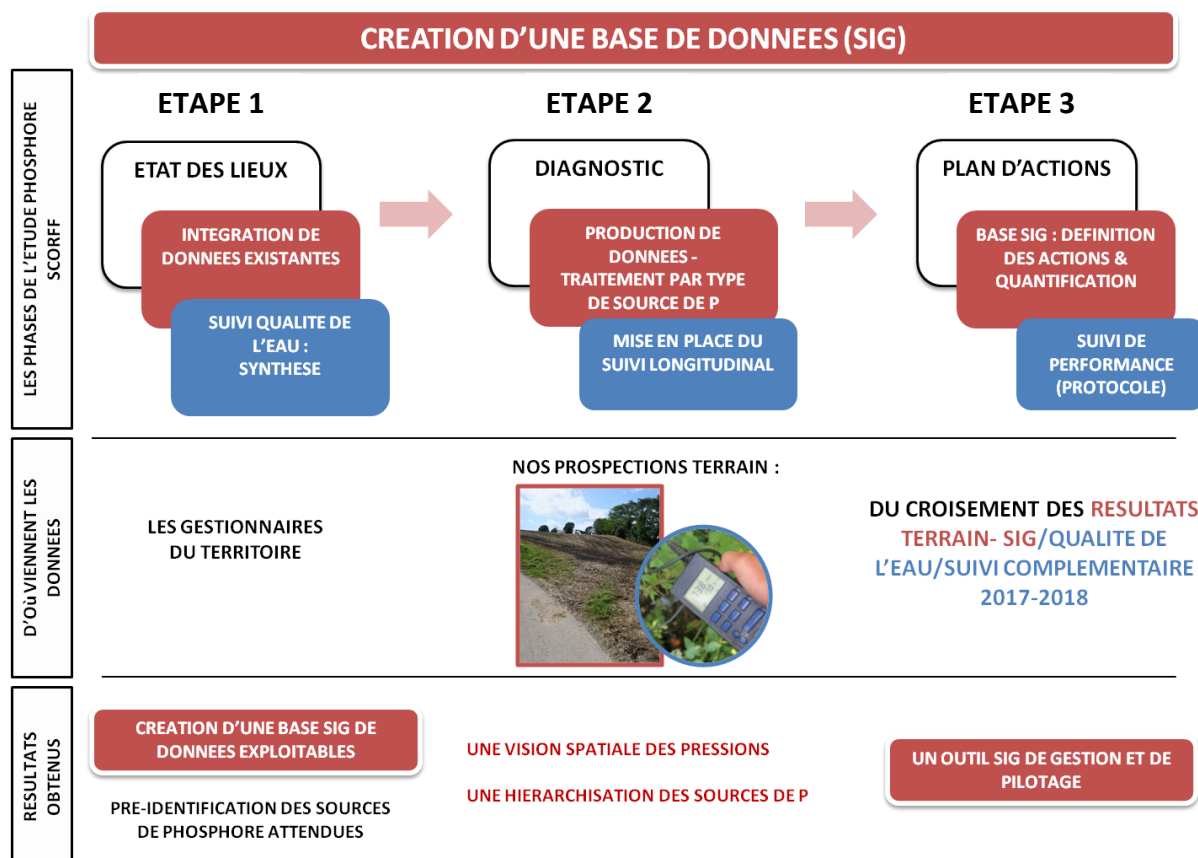 CREATION D'UNE BASE DE DONNEES (SIG)
LES PHASES DE L'ETUDE PHOSPHORE
SCORFF
ETAPE 1
ETAT DES LIEUX
INTEGRATION DE
DONNEES EXISTANTES
SUIVI QUALITE DE
L'EAU :
SYNTHESE
ETAPE 2
DIAGNOSTIC
PRODUCTION DE
DONNEES -
TRAITEMENT PAR TYPE
DE SOURCE DE P
MISE EN PLACE DU
SUIVI LONGITUDINAL
ETAPE 3
PLAN D'ACTIONS
BASE SIG : DEFINITION
DES ACTIONS &
QUANTIFICATION
SUIVI DE
PERFORMANCE
(PROTOCOLE)
D'Où VIENNENT LES
DONNEES
LES GESTIONNAIRES
DU TERRITOIRE
NOS PROSPECTIONS TERRAIN :
DU CROISEMENT DES RESULTATS
TERRAIN- SIG/QUALITE DE
L'EAU/SUIVI COMPLEMENTAIRE
2017-2018
RESULTATS
OBTENUS
CREATION D'UNE BASE SIG DE
DONNEES EXPLOITABLES
PRE-IDENTIFICATION DES SOURCES
DE PHOSPHORE ATTENDUES
UNE VISION SPATIALE DES PRESSIONS
UNE HIERARCHISATION DES SOURCES DE P
UN OUTIL SIG DE GESTION ET DE
PILOTAGE